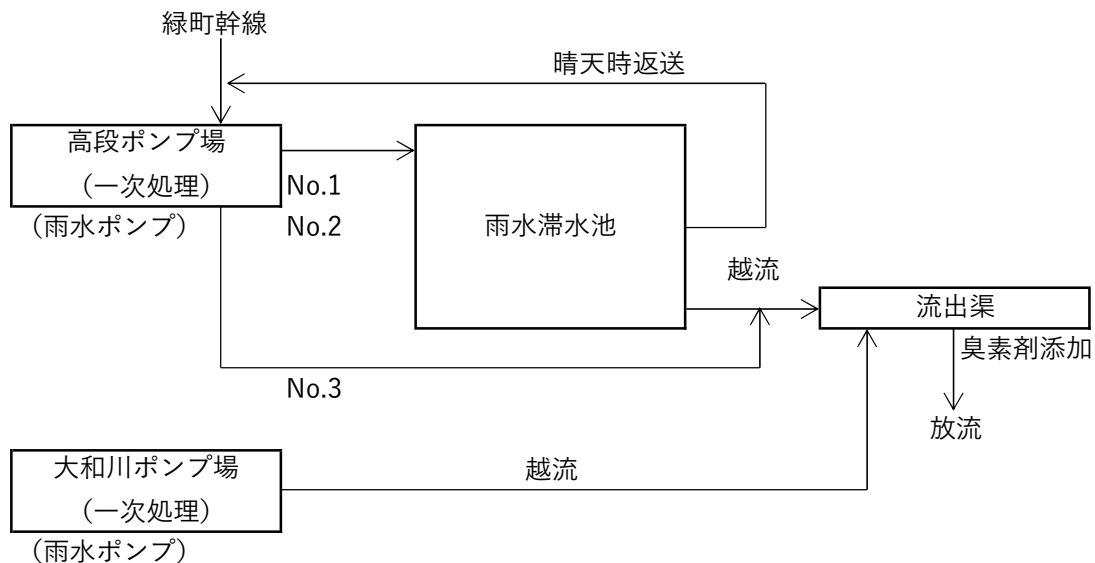 緑町幹線
晴天時返送
高段ポンプ場
（一次処理）
（雨水ポンプ）
No.1
No.2
雨水滞水池
越流
流出渠
臭素剤添加
放流
No.3
大和川ポンプ場
（一次処理）
（雨水ポンプ）
越流